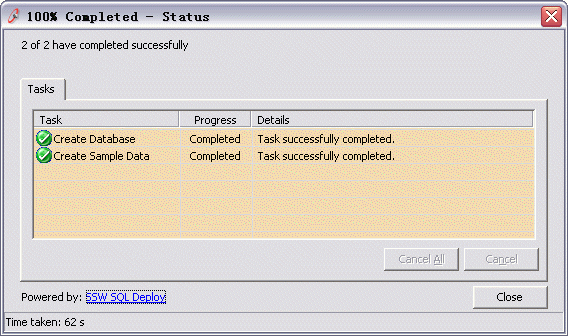 100% Completed - Status
2 of 2 have completed successfully
Tasks
Task Progress Details
Create Database Completed Task successfully completed.
Create Sample Data Completed Task successfully completed.
Cancel All Cancel
Powered by: SSW SQL Deploy Close
Time taken: 62 s